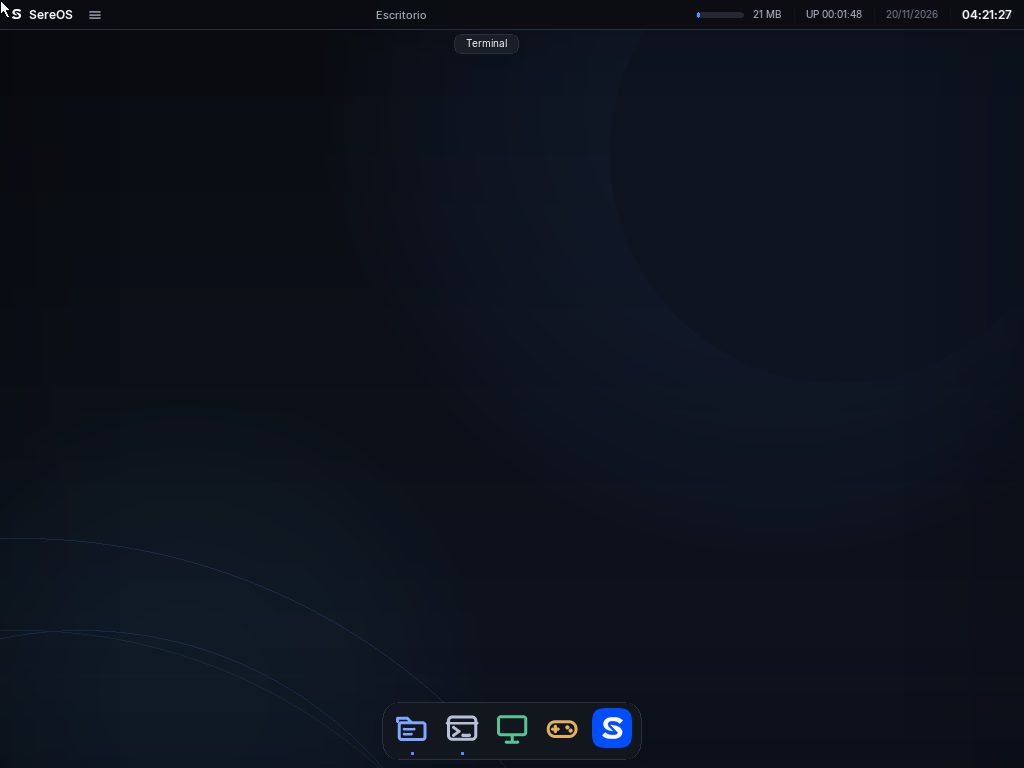 SereOS
Escritorio
21 MB
UP 00:01:48
20/11/2026
04:21:27
Terminal